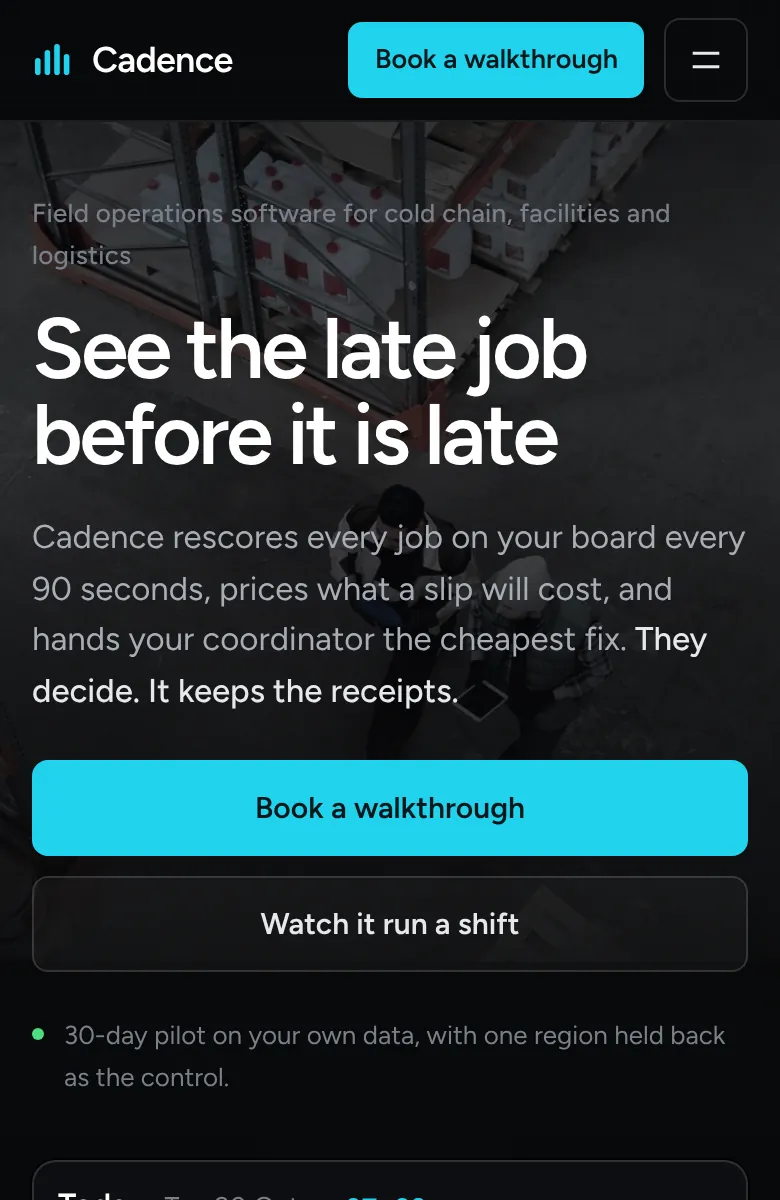 Cadence
Book a walkthrough
Field operations software for cold chain, facilities and
logistics
See the late job
before it is late
Cadence rescores every job on your board every
90 seconds, prices what a slip will cost, and
hands your coordinator the cheapest fix. They
decide. It keeps the receipts.
Book a walkthrough
Watch it run a shift
30-day pilot on your own data, with one region held back
as the control.
Today